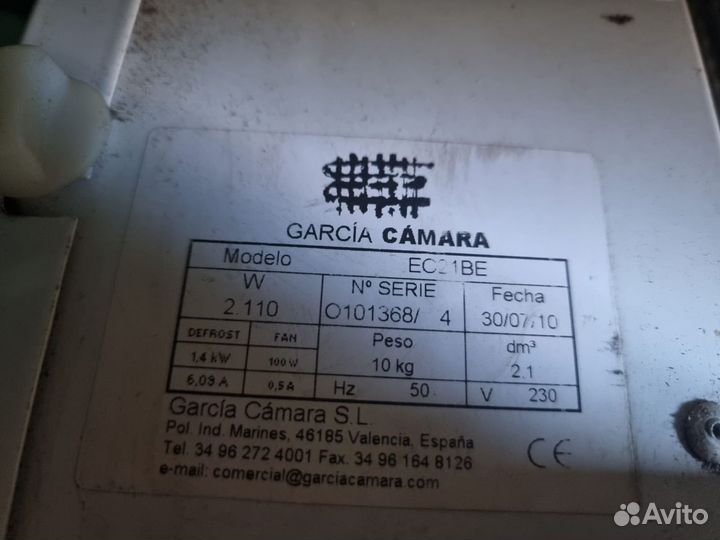 GARCÍA CÁMARA
Modelo EC21BE
W Nº SERIE Fecha
2.110 O101368/ 4 30/07/10
DEFROST FAN Peso dm³
1,4 kW 100 W 10 kg 2.1
6,09 A 0,5 A Hz 50 V 230
García Cámara S.L.
Pol. Ind. Marines, 46185 Valencia, España
Tel. 34 96 272 4001 Fax. 34 96 164 8126
e-mail: comercial@garciacamara.com
CE
Avito